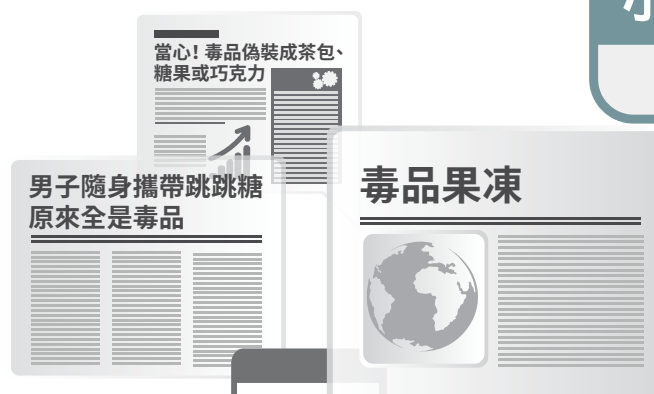 當心！毒品偽裝成茶包、
糖果或巧克力
男子隨身攜帶跳跳糖
原來全是毒品
毒品果凍